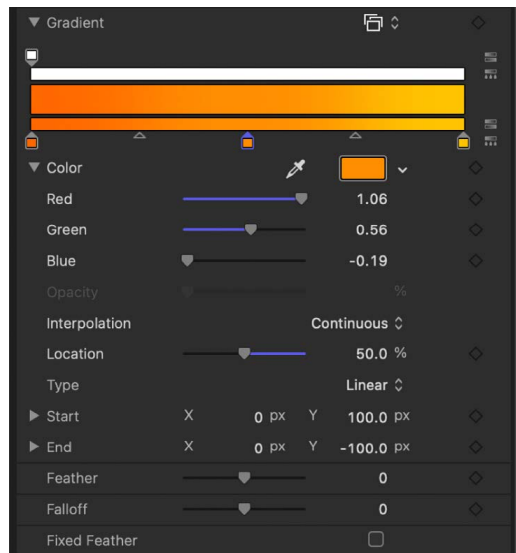 Gradient
Color
Red 1.06
Green 0.56
Blue -0.19
Opacity %
Interpolation Continuous
Location 50.0 %
Type Linear
Start X 0 px Y 100.0 px
End X 0 px Y -100.0 px
Feather 0
Falloff 0
Fixed Feather